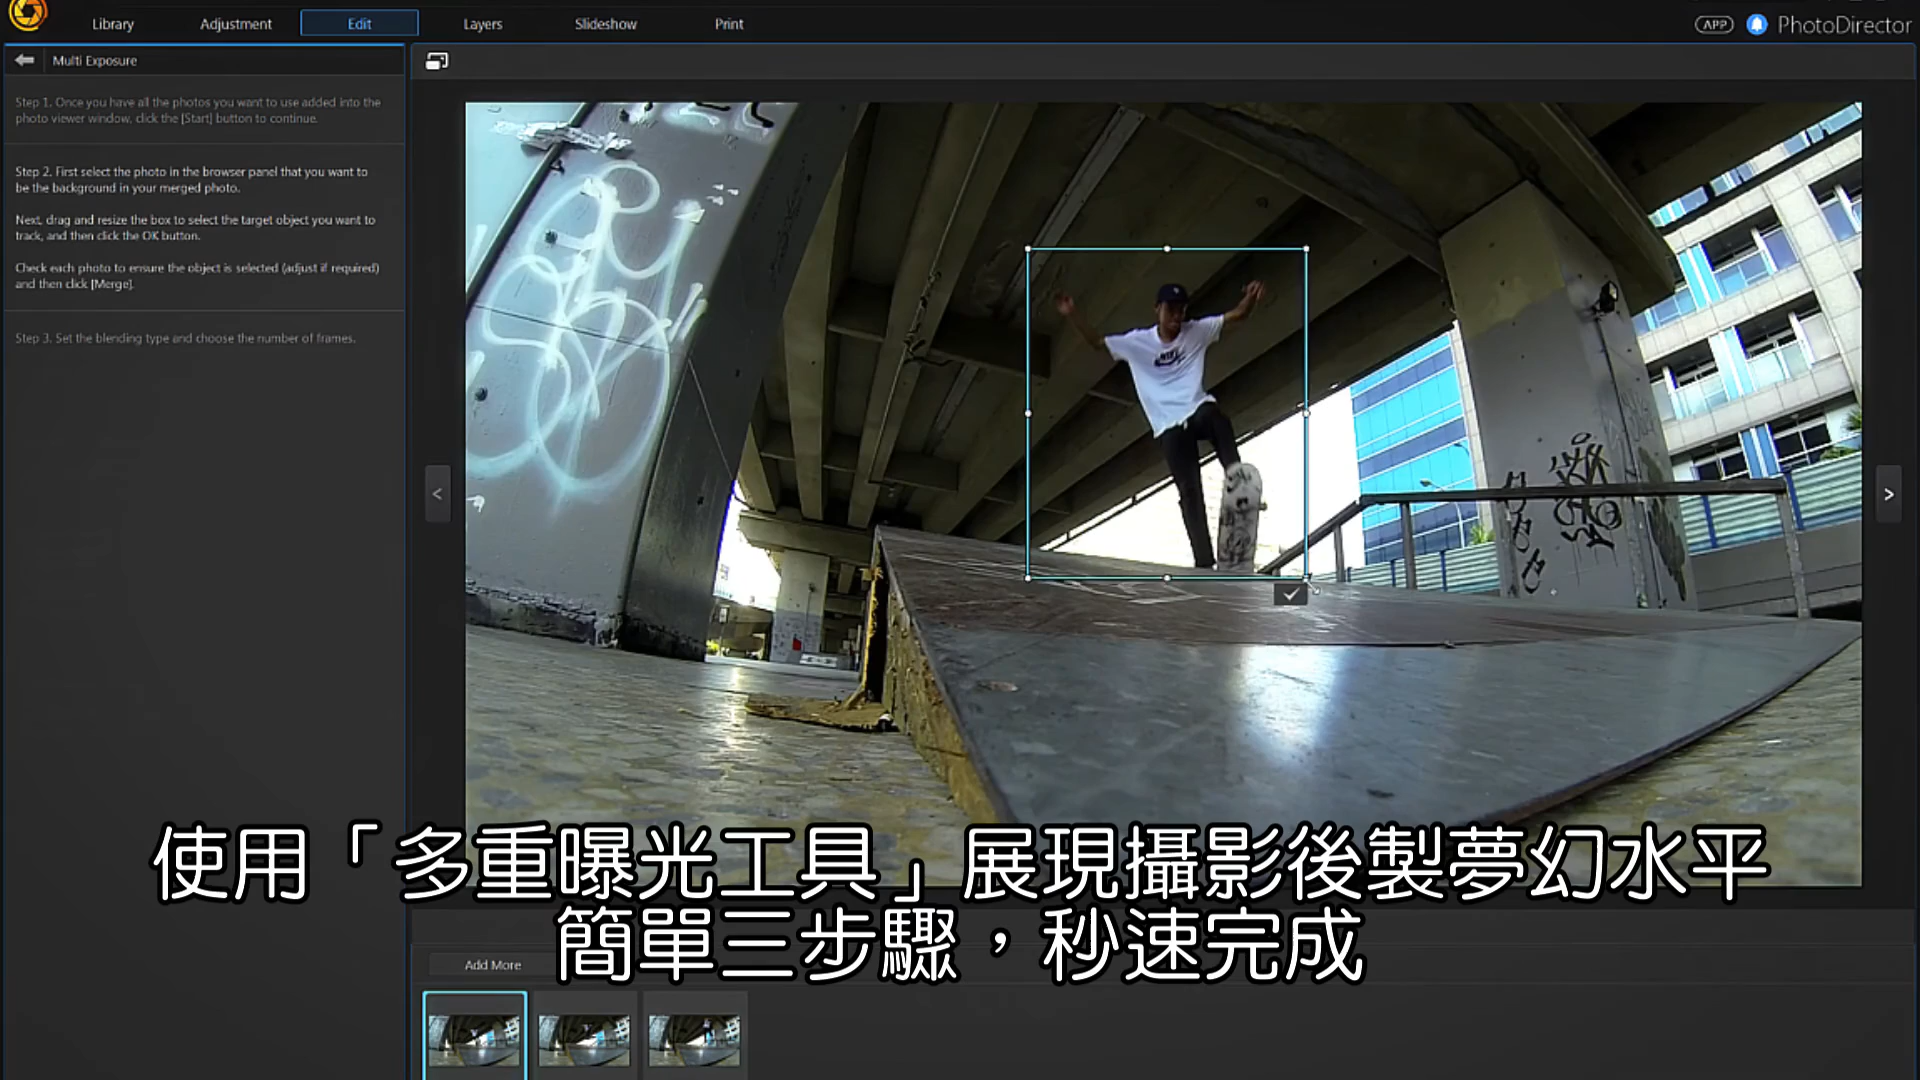 Library Adjustment Edit Layers Slideshow Print APP PhotoDirector
Multi Exposure
Step 1. Once you have all the photos you want to use added into the
photo viewer window, click the [Start] button to continue.
Step 2. First select the photo in the browser panel that you want to
be the background in your merged photo.
Next, drag and resize the box to select the target object you want to
track, and then click the OK button.
Check each photo to ensure the object is selected (adjust if required)
and then click [Merge].
Step 3. Set the blending type and choose the number of frames.
NIKE
使用「多重曝光工具」展現攝影後製夢幻水平
簡單三步驟，秒速完成
Add More